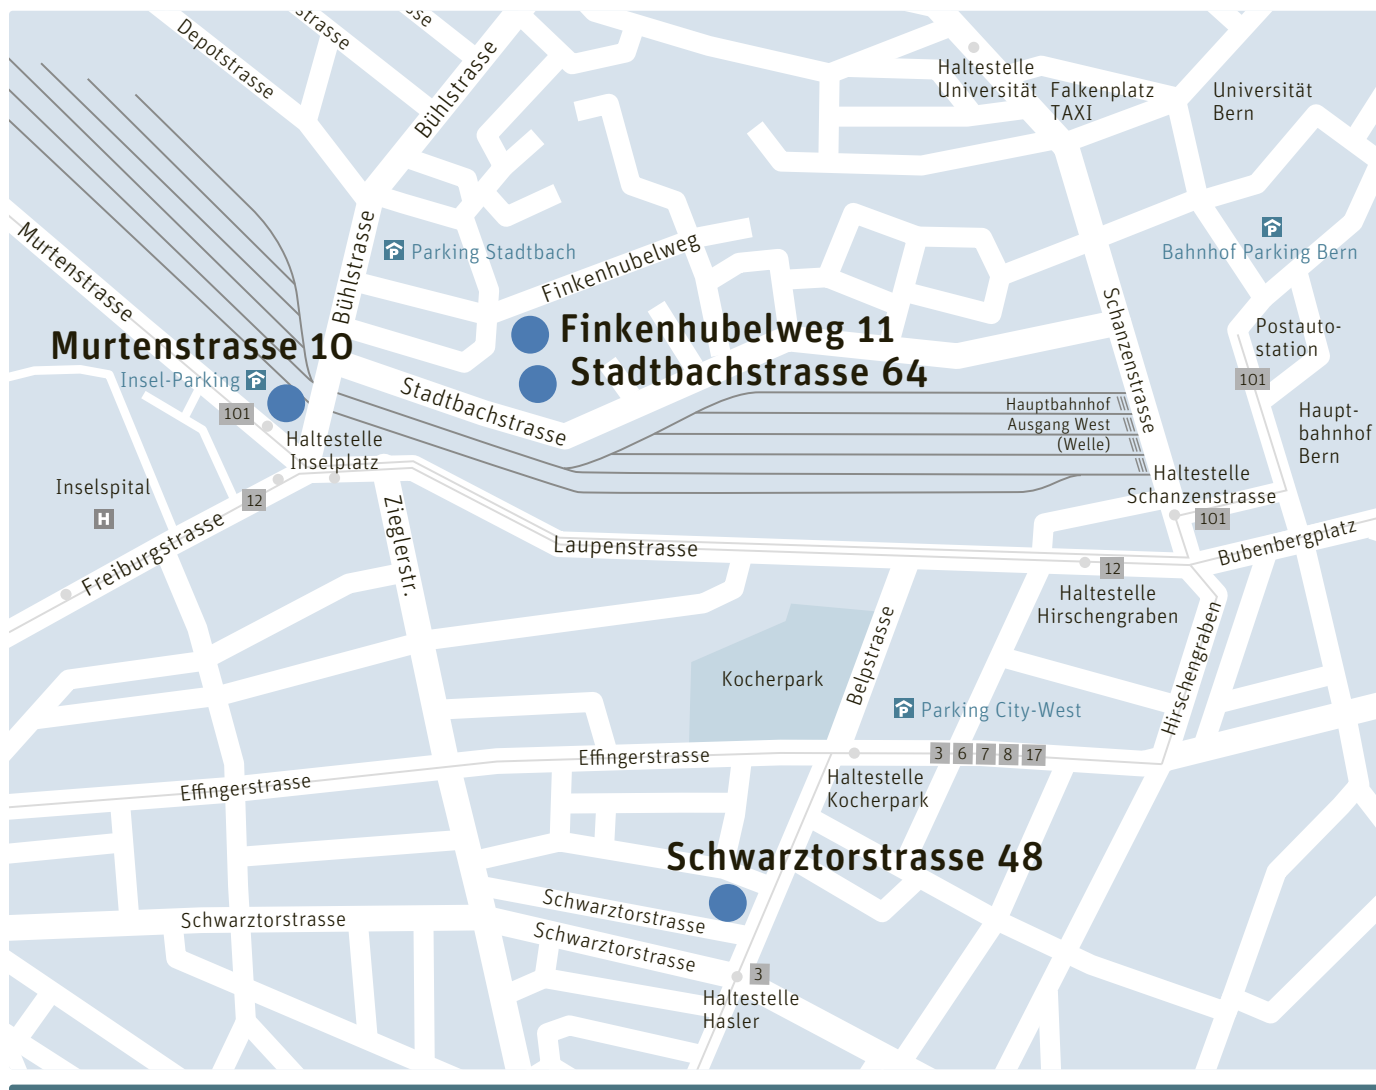 Depotstrasse
strasse
sse
Bühlstrasse
Haltestelle
Universität
Falkenplatz
TAXI
Universität
Bern
Murtenstrasse
Bühlstrasse
Parking Stadtbach
Finkenhubelweg
Bahnhof Parking Bern
Schanzenstrasse
Murtenstrasse 10
Finkenhubelweg 11
Stadtbachstrasse 64
Insel-Parking
101
Stadtbachstrasse
Hauptbahnhof
Ausgang West
(Welle)
Postauto-
station
101
Haupt-
bahnhof
Bern
Haltestelle
Inselplatz
Inselspital
H
12
Freiburgstrasse
Zieglerstr.
Laupenstrasse
Haltestelle
Schanzenstrasse
101
Bubenbergplatz
12
Haltestelle
Hirschengraben
Hirschengraben
Kocherpark
Belpstrasse
Parking City-West
Effingerstrasse
Effingerstrasse
3 6 7 8 17
Haltestelle
Kocherpark
Schwarztorstrasse 48
Schwarztorstrasse
Schwarztorstrasse
Schwarztorstrasse
3
Haltestelle
Hasler